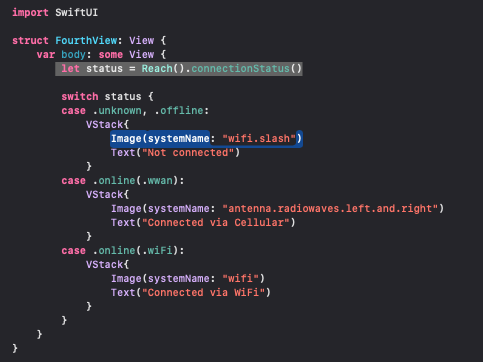 import SwiftUI
struct FourthView: View {
var body: some View {
let status = Reach().connectionStatus()
switch status {
case .unknown, .offline:
VStack{
Image(systemName: "wifi.slash")
Text("Not connected")
}
case .online(.wwan):
VStack{
Image(systemName: "antenna.radiowaves.left.and.right")
Text("Connected via Cellular")
}
case .online(.wiFi):
VStack{
Image(systemName: "wifi")
Text("Connected via WiFi")
}
}
}
}